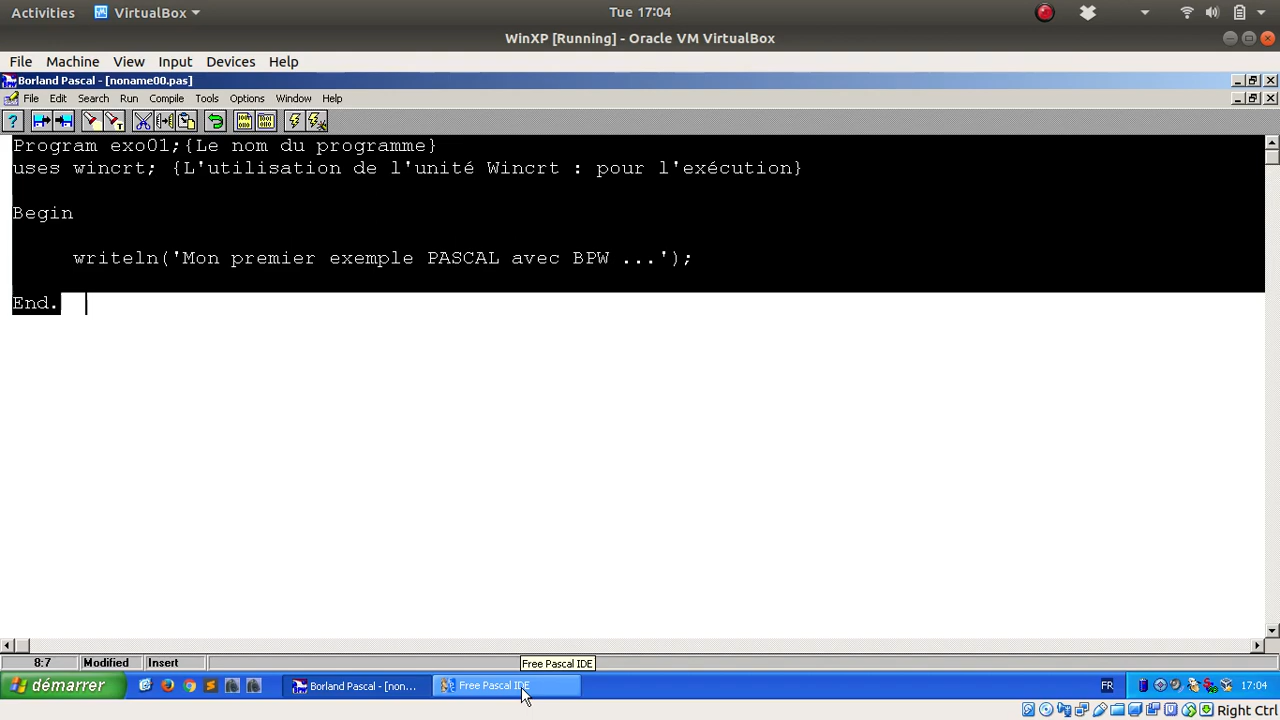 Activities VirtualBox Tue 17:04
WinXP [Running] - Oracle VM VirtualBox
File Machine View Input Devices Help
Borland Pascal - [noname00.pas]
File Edit Search Run Compile Tools Options Window Help
Program exo01;{Le nom du programme}
uses wincrt; {L'utilisation de l'unité Wincrt : pour l'exécution}
Begin
writeln('Mon premier exemple PASCAL avec BPW ...');
End.
8:7 Modified Insert
Free Pascal IDE
démarrer Borland Pascal - [non... Free Pascal IDE FR 17:04
Right Ctrl